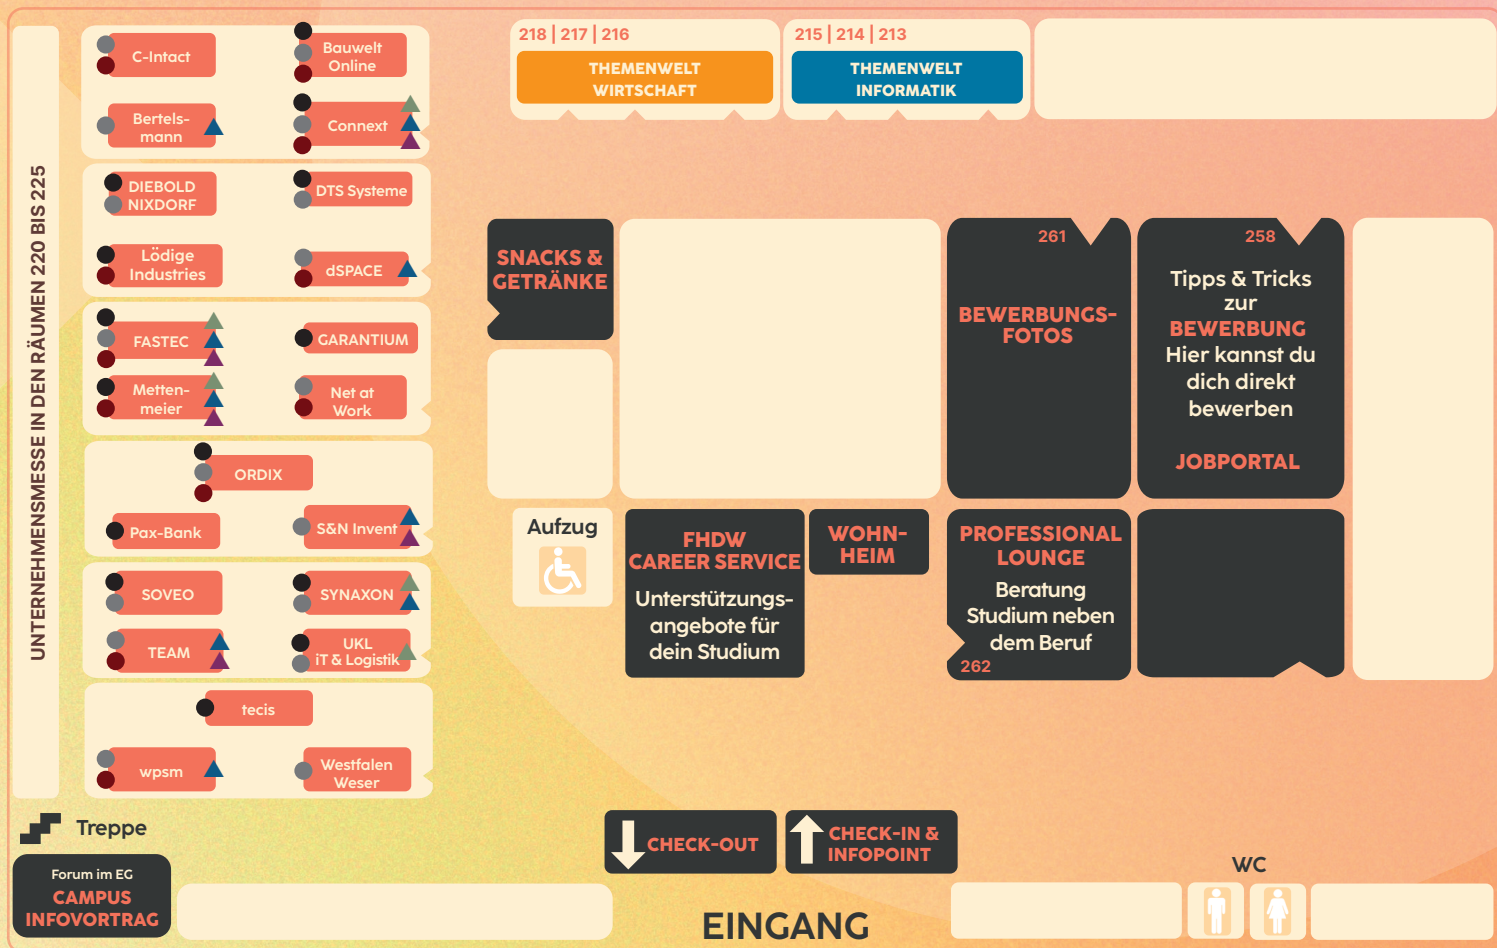 UNTERNEHMENSMESSE IN DEN RÄUMEN 220 BIS 225
C-Intact
Bauwelt
Online
Bertels-
mann
Connext
DIEBOLD
NIXDORF
DTS Systeme
Lödige
Industries
dSPACE
FASTEC
GARANTIUM
Metten-
meier
Net at
Work
ORDIX
Pax-Bank
S&N Invent
SOVEO
SYNAXON
TEAM
UKL
iT & Logistik
tecis
wpsm
Westfalen
Weser
Treppe
Forum im EG
CAMPUS
INFOVORTRAG
218 | 217 | 216
THEMENWELT
WIRTSCHAFT
215 | 214 | 213
THEMENWELT
INFORMATIK
SNACKS &
GETRÄNKE
261
BEWERBUNGS-
FOTOS
258
Tipps & Tricks
zur
BEWERBUNG
Hier kannst du
dich direkt
bewerben
JOBPORTAL
Aufzug
FHDW
CAREER SERVICE
Unterstützungs-
angebote für
dein Studium
WOHN-
HEIM
PROFESSIONAL
LOUNGE
Beratung
Studium neben
dem Beruf
262
CHECK-OUT
CHECK-IN &
INFOPOINT
EINGANG
WC